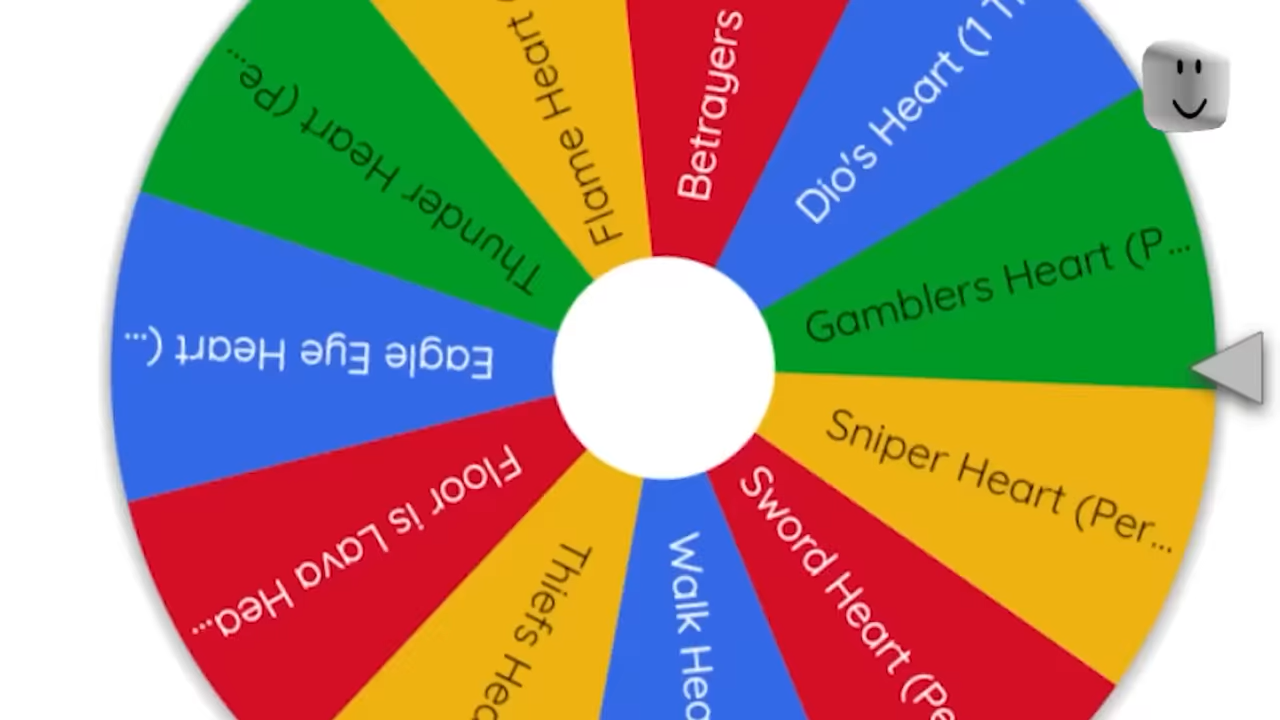 Betrayers
Dio's Heart (1
Gamblers Heart (P...
Sniper Heart (Per...
Sword Heart (Pe
Walk Hea
Thiefs Hea
Floor is Lava Hea...
Eagle Eye Heart (...
Thunder Heart (Pe...
Flame Heart (